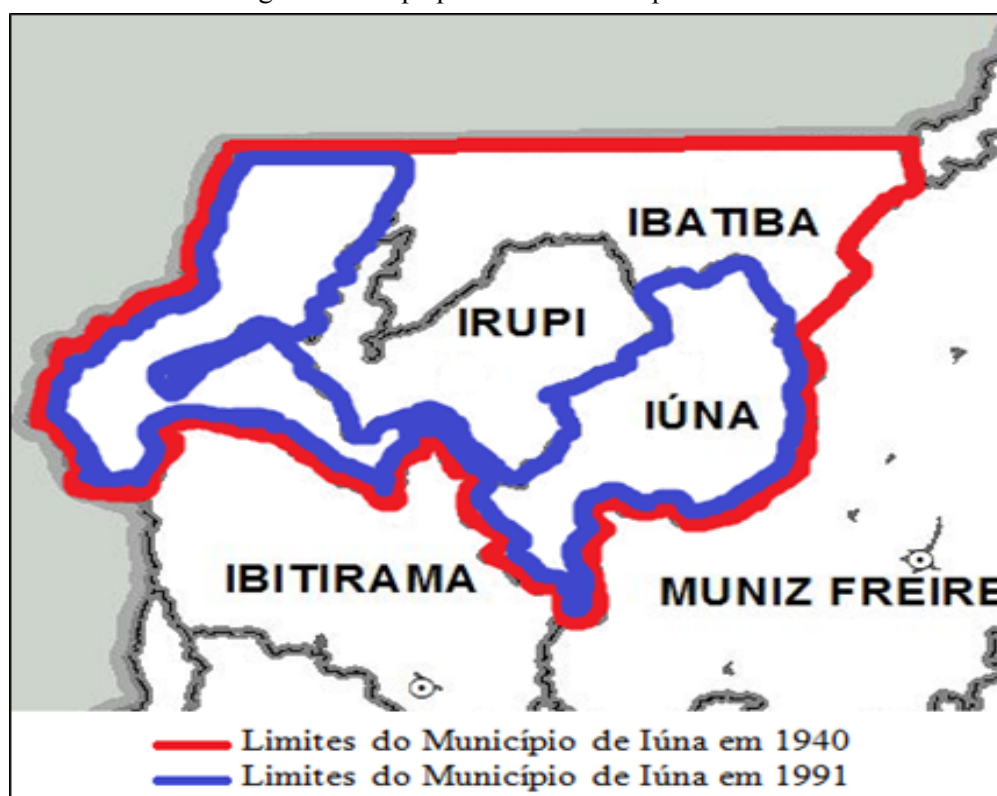 IBATIBA
IRUPI
IÚNA
IBITIRAMA
MUNIZ FREIRE
Limites do Município de Iúna em 1940
Limites do Município de Iúna em 1991